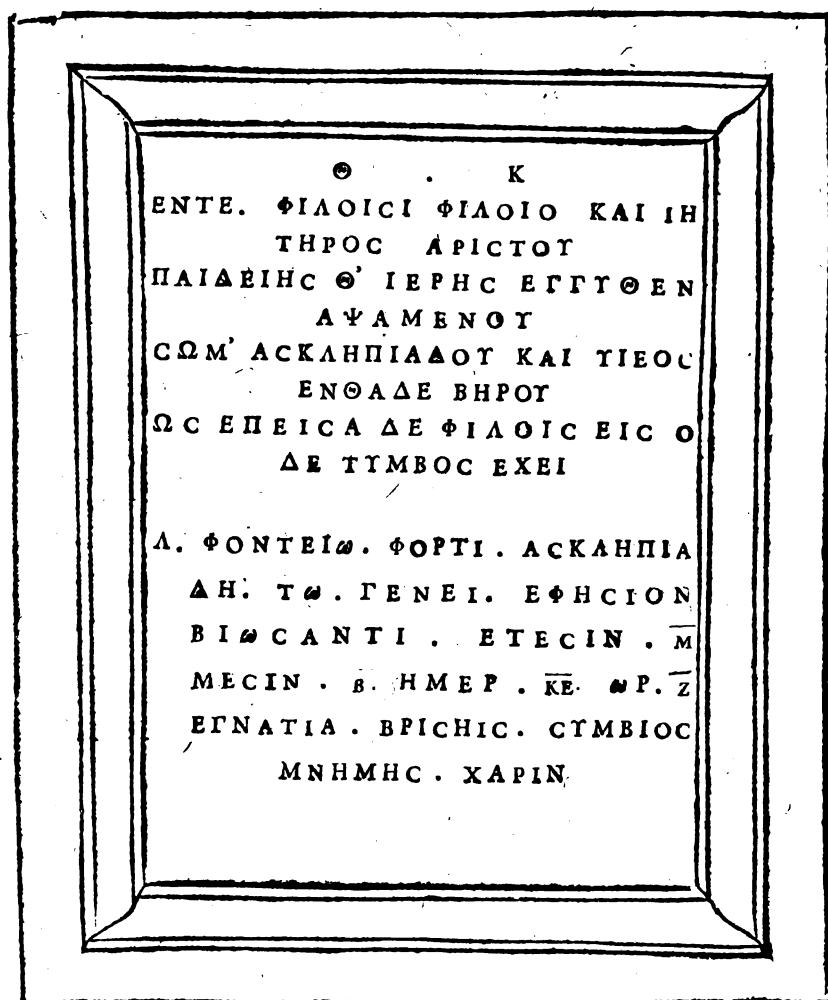 Θ . Κ
ΕΝΤΕ. ΦΙΛΟΙCΙ ΦΙΛΟΙΟ ΚΑΙ ΙΗ
ΤΗΡΟC ΑΡΙCΤΟΥ
ΠΑΙΔΕΙΗC Θ' ΙΕΡΗC ΕΓΓΥΘΕΝ
ΑΨΑΜΕΝΟΥ
CΩΜ' ΑCΚΛΗΠΙΑΔΟΥ ΚΑΙ ΥΙΕΟC
ΕΝΘΑΔΕ ΒΗΡΟΥ
ΩC ΕΠΕΙCΑ ΔΕ ΦΙΛΟΙC ΕΙC Ο
ΔΕ ΤΥΜΒΟC ΕΧΕΙ
Λ. ΦΟΝΤΕΙω. ΦΟΡΤΙ . ΑCΚΛΗΠΙΑ
ΔΗ. Τω . ΓΕΝΕΙ. ΕΦΗCΙΟΝ
ΒΙωCΑΝΤΙ . ΕΤΕCΙΝ . Μ̅
ΜΕCΙΝ . Β. ΗΜΕΡ . Κ̅Ε̅. ωΡ. Ζ̅
ΕΓΝΑΤΙΑ . ΒΡΙCΗΙC. CΥΜΒΙΟC
ΜΝΗΜΗC . ΧΑΡΙΝ